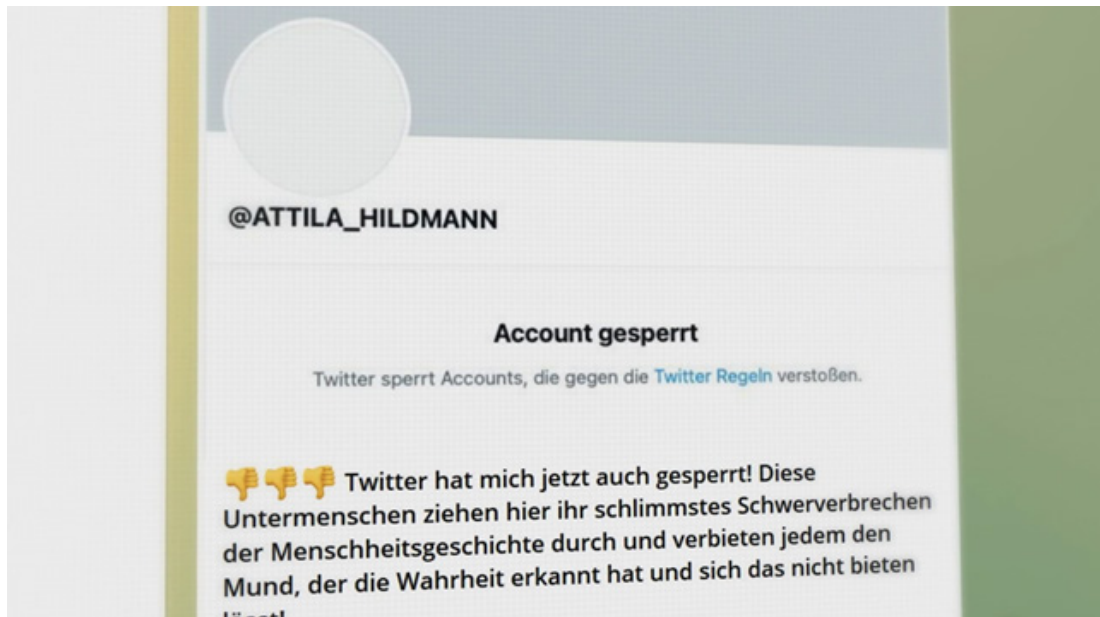 @ATTILA_HILDMANN
Account gesperrt
Twitter sperrt Accounts, die gegen die Twitter Regeln verstoßen.
👎👎👎 Twitter hat mich jetzt auch gesperrt! Diese
Untermenschen ziehen hier ihr schlimmstes Schwerverbrechen
der Menschheitsgeschichte durch und verbieten jedem den
Mund, der die Wahrheit erkannt hat und sich das nicht bieten